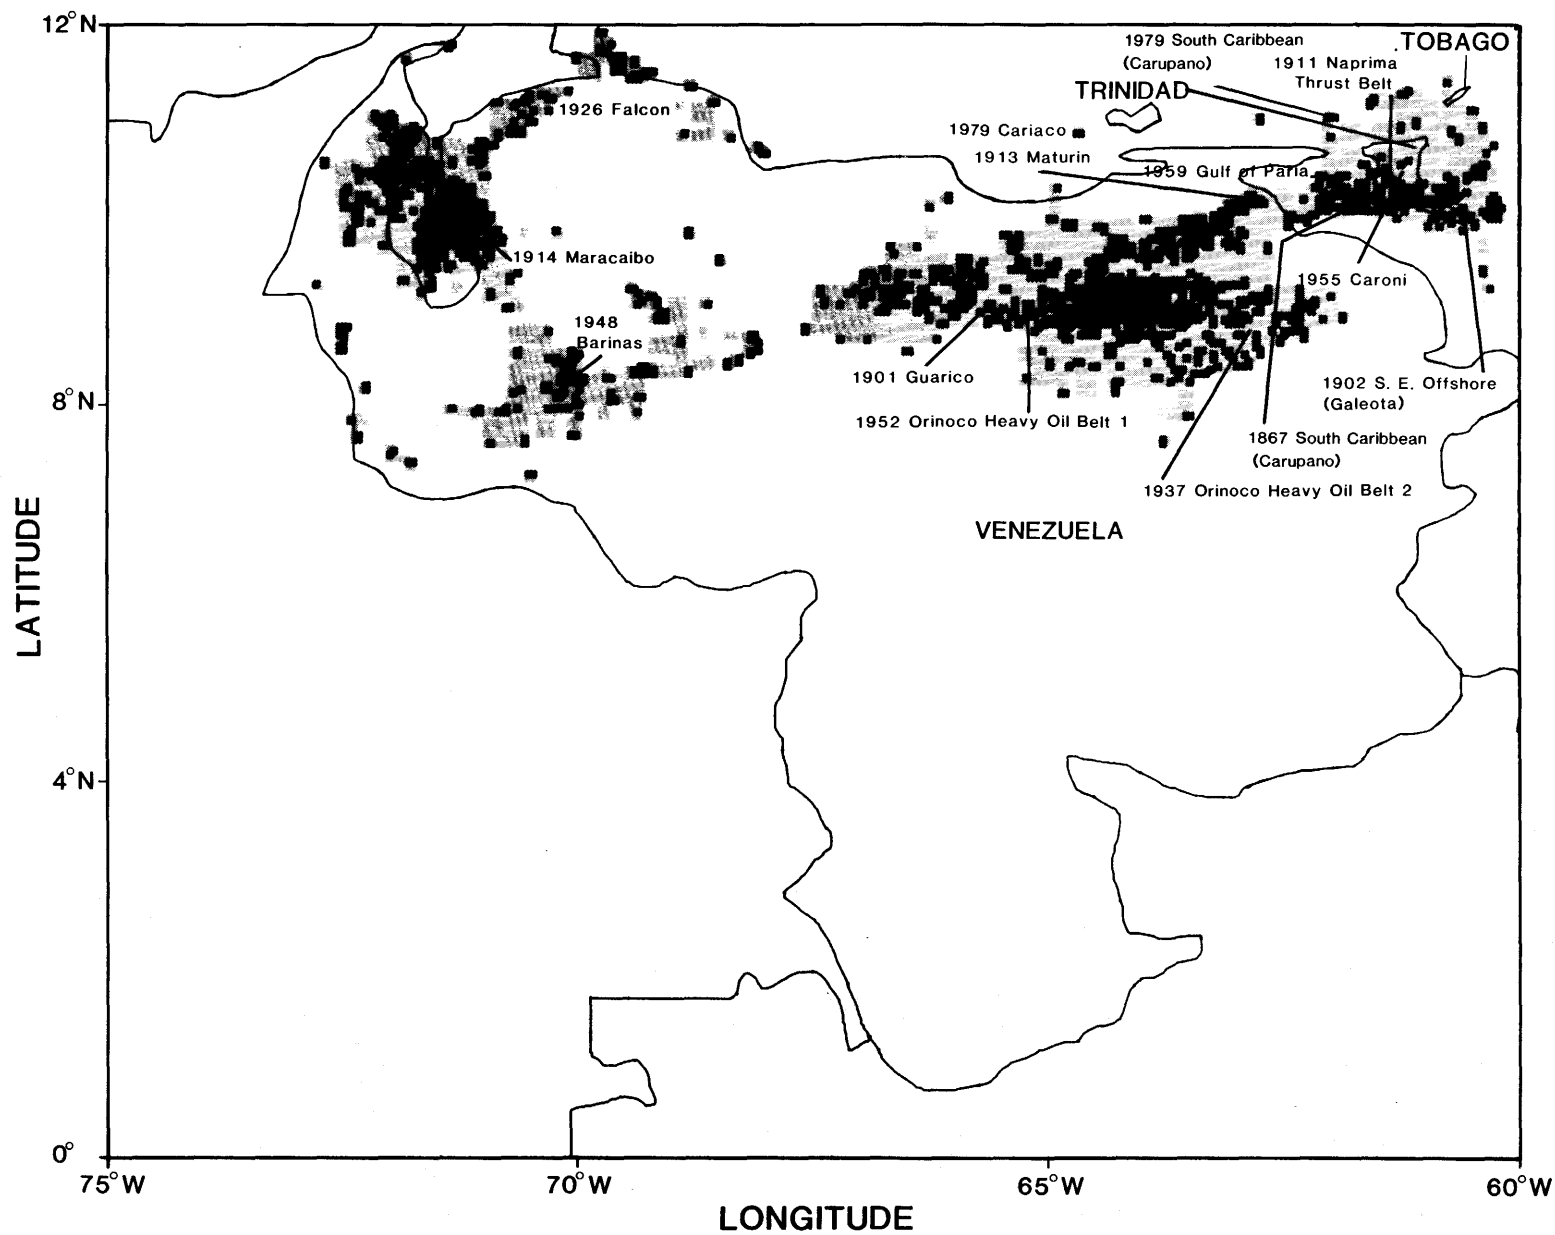 12°N
1979 South Caribbean
(Carupano)
.TOBAGO
1911 Naprima
Thrust Belt
TRINIDAD
1926 Falcon
1979 Cariaco
1913 Maturin
1959 Gulf of Paria
1914 Maracaibo
1955 Caroni
1948
Barinas
1901 Guarico
1902 S. E. Offshore
(Galeota)
8°N
1952 Orinoco Heavy Oil Belt 1
1867 South Caribbean
(Carupano)
1937 Orinoco Heavy Oil Belt 2
VENEZUELA
LATITUDE
4°N
0°
75°W
70°W
65°W
60°W
LONGITUDE